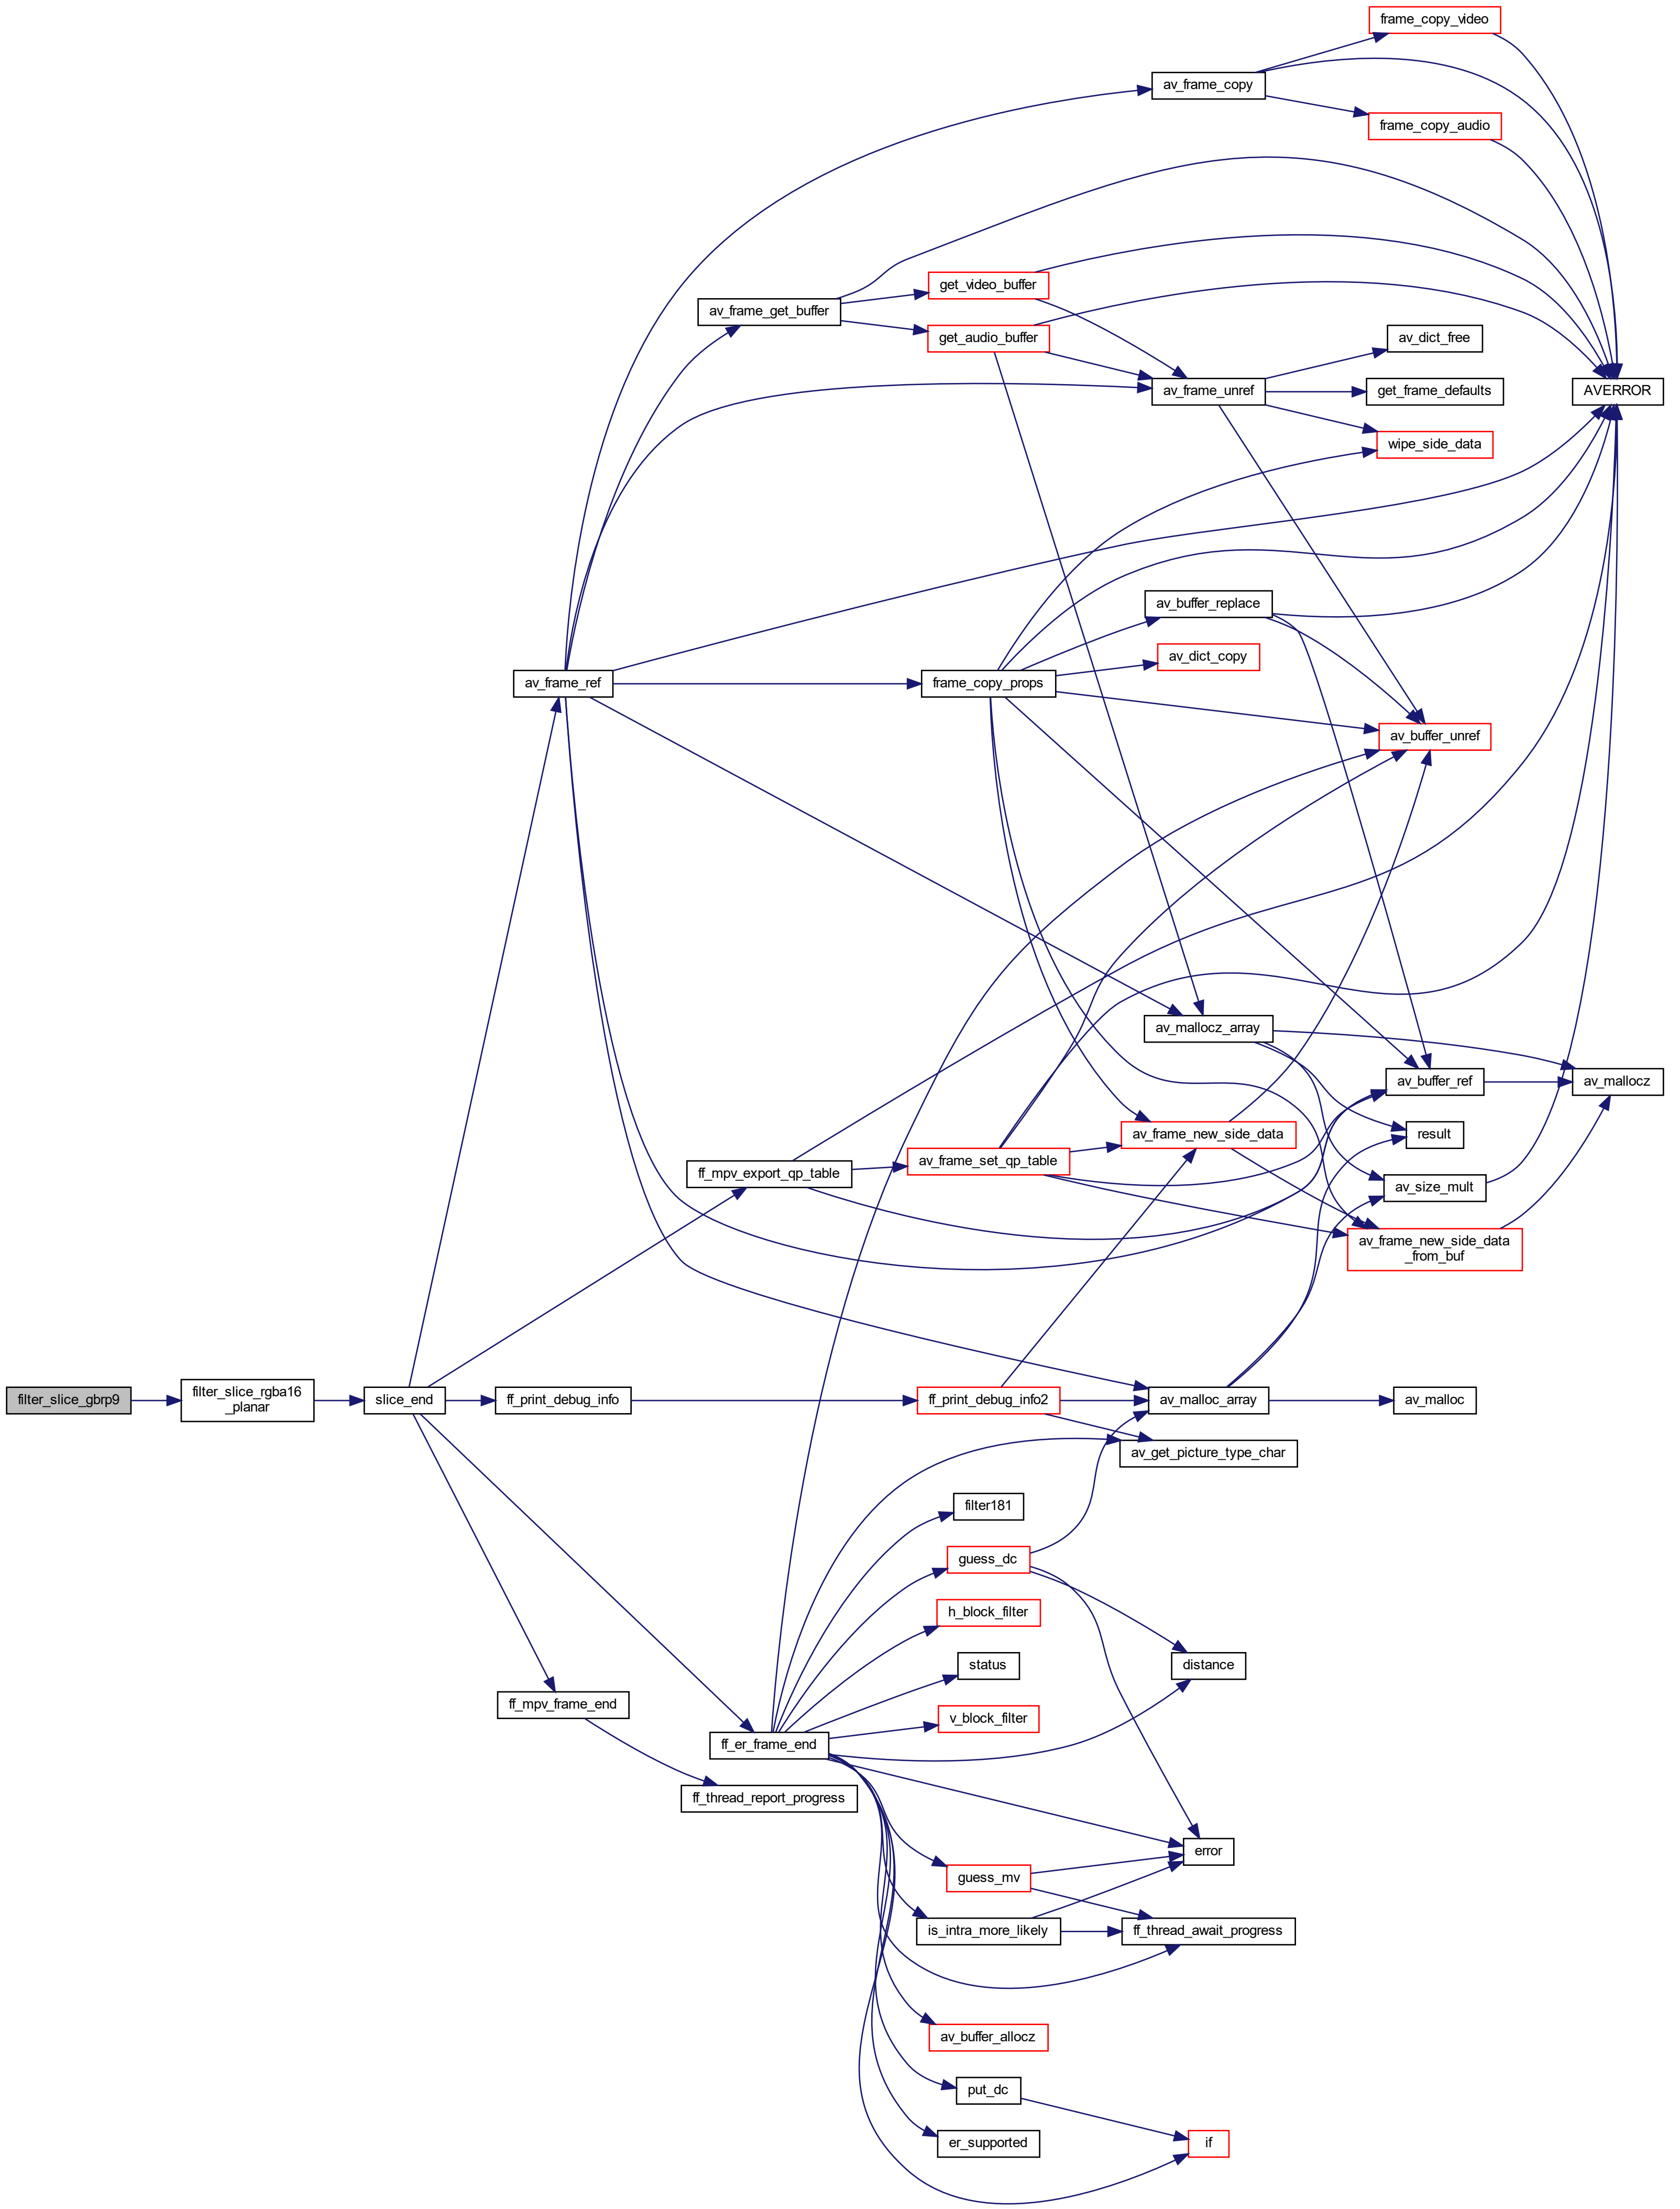 frame_copy_video
av_frame_copy
frame_copy_audio
get_video_buffer
av_frame_get_buffer
get_audio_buffer
av_dict_free
av_frame_unref
get_frame_defaults
AVERROR
wipe_side_data
av_buffer_replace
av_dict_copy
av_frame_ref
frame_copy_props
av_buffer_unref
av_mallocz_array
av_buffer_ref
av_mallocz
av_frame_new_side_data
result
av_frame_set_qp_table
ff_mpv_export_qp_table
av_size_mult
av_frame_new_side_data
_from_buf
filter_slice_gbrp9
filter_slice_rgba16
_planar
slice_end
ff_print_debug_info
ff_print_debug_info2
av_malloc_array
av_malloc
av_get_picture_type_char
filter181
guess_dc
h_block_filter
status
distance
ff_mpv_frame_end
v_block_filter
ff_er_frame_end
ff_thread_report_progress
error
guess_mv
is_intra_more_likely
ff_thread_await_progress
av_buffer_allocz
put_dc
er_supported
if